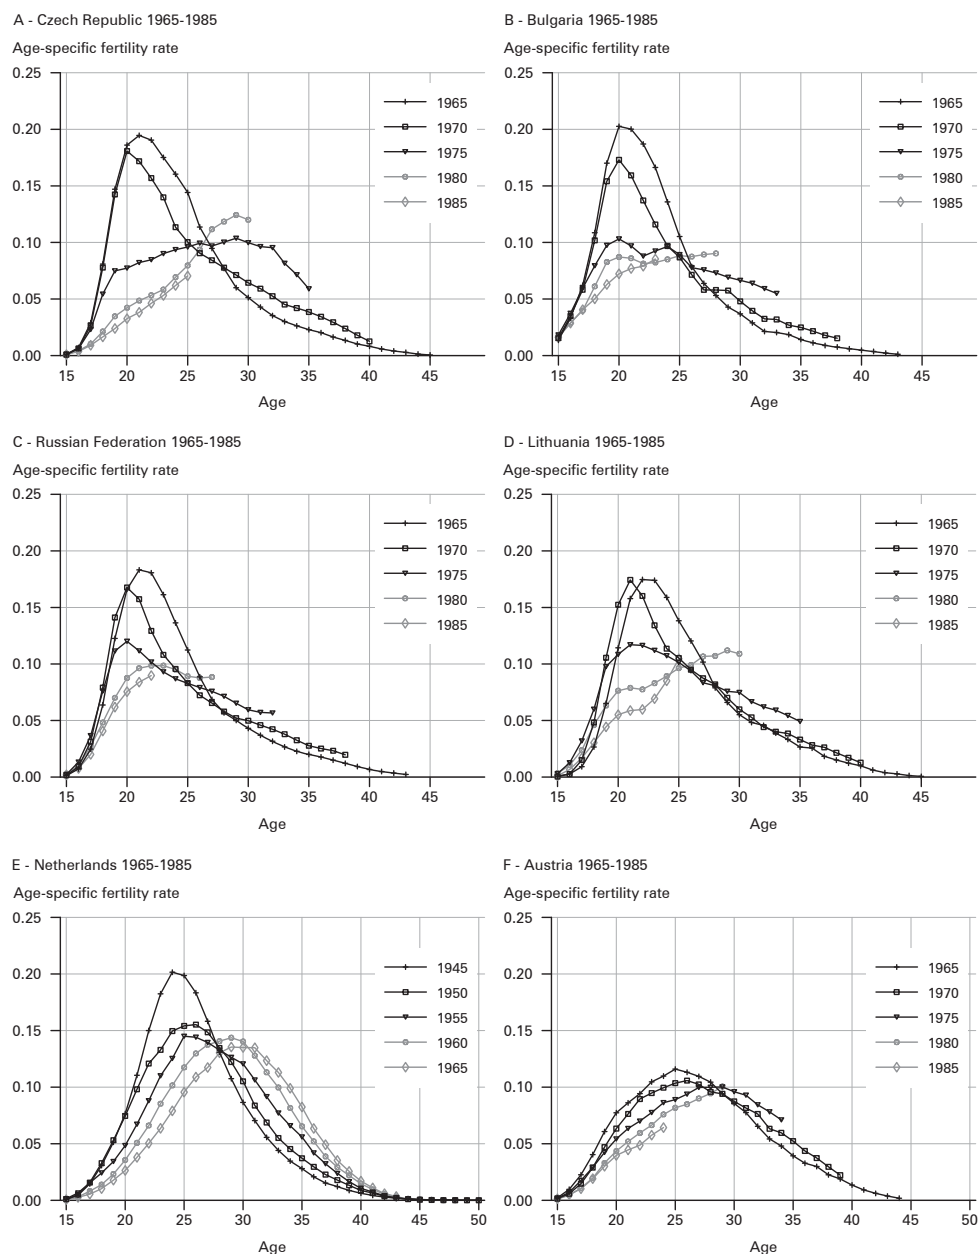 A - Czech Republic 1965-1985
Age-specific fertility rate
0.25
0.20
0.15
0.10
0.05
0.00
15 20 25 30 35 40 45
Age
1965
1970
1975
1980
1985
B - Bulgaria 1965-1985
Age-specific fertility rate
0.25
0.20
0.15
0.10
0.05
0.00
15 20 25 30 35 40 45
Age
1965
1970
1975
1980
1985
C - Russian Federation 1965-1985
Age-specific fertility rate
0.25
0.20
0.15
0.10
0.05
0.00
15 20 25 30 35 40 45
Age
1965
1970
1975
1980
1985
D - Lithuania 1965-1985
Age-specific fertility rate
0.25
0.20
0.15
0.10
0.05
0.00
15 20 25 30 35 40 45
Age
1965
1970
1975
1980
1985
E - Netherlands 1965-1985
Age-specific fertility rate
0.25
0.20
0.15
0.10
0.05
0.00
15 20 25 30 35 40 45 50
Age
1945
1950
1955
1960
1965
F - Austria 1965-1985
Age-specific fertility rate
0.25
0.20
0.15
0.10
0.05
0.00
15 20 25 30 35 40 45 50
Age
1965
1970
1975
1980
1985